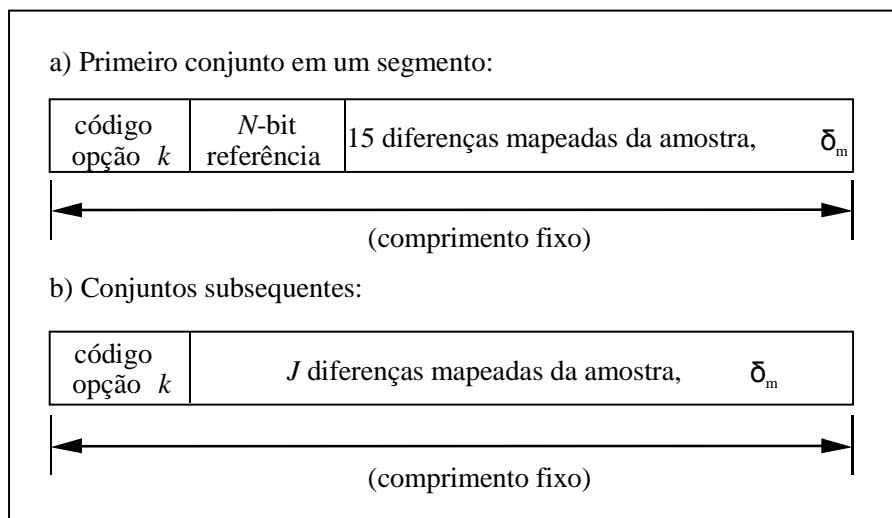 a) Primeiro conjunto em um segmento:
código opção k
N-bit referência
15 diferenças mapeadas da amostra, δm
(comprimento fixo)
b) Conjuntos subsequentes:
código opção k
J diferenças mapeadas da amostra, δm
(comprimento fixo)